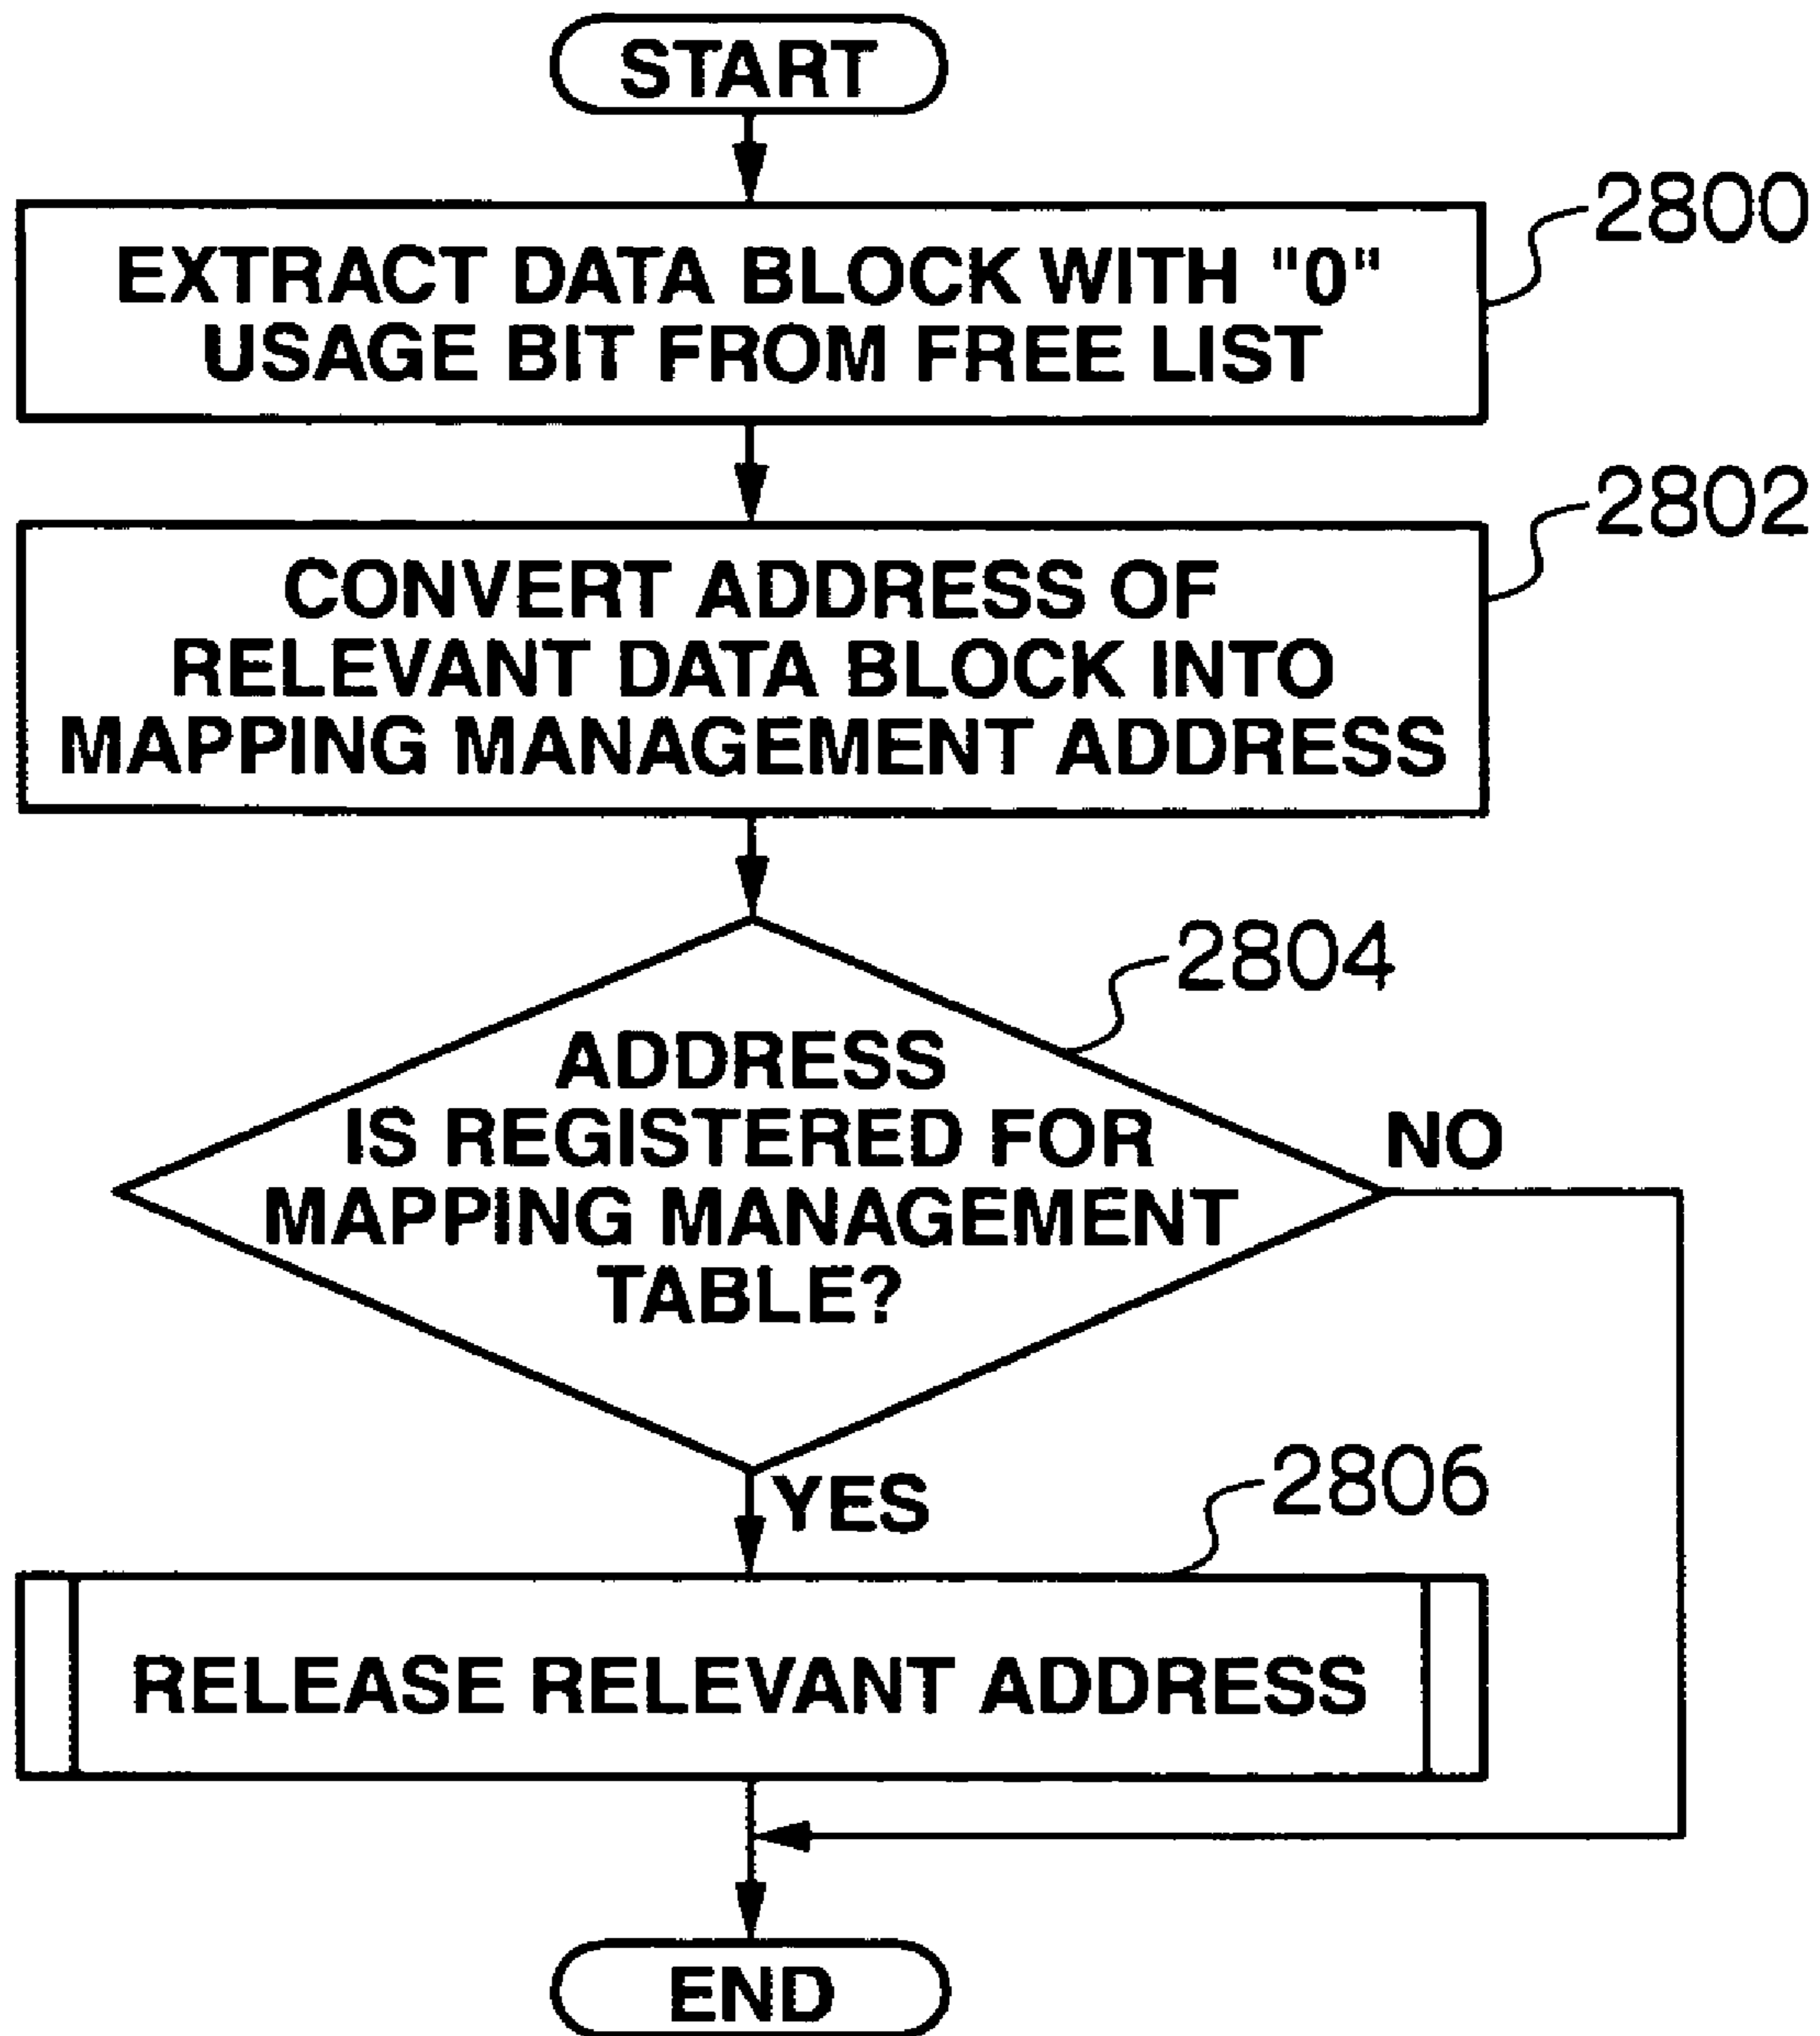 START
2800
EXTRACT DATA BLOCK WITH "0"
USAGE BIT FROM FREE LIST
2802
CONVERT ADDRESS OF
RELEVANT DATA BLOCK INTO
MAPPING MANAGEMENT ADDRESS
2804
ADDRESS
IS REGISTERED FOR
MAPPING MANAGEMENT
TABLE?
NO
YES
2806
RELEASE RELEVANT ADDRESS
END